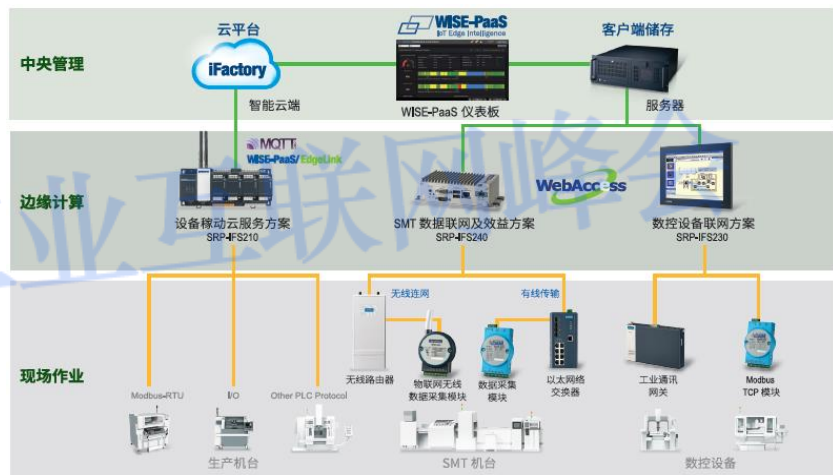 云平台
WISE-PaaS
IoT Edge Intelligence
客户端储存
中央管理
iFactory
智能云端
WISE-PaaS 仪表板
服务器
MQTT
WISE-PaaS/EdgeLink
WebAccess
边缘计算
设备稼动云服务方案
SRP-IFS210
SMT 数据联网及效益方案
SRP-IFS240
数控设备联网方案
SRP-IFS230
业互联网峰会
无线连网
有线传输
现场作业
无线路由器
物联网无线
数据采集模块
数据采集
模块
以太网络
交换器
工业通讯
网关
Modbus
TCP 模块
Modbus-RTU
I/O
Other PLC Protocol
生产机台
SMT 机台
数控设备